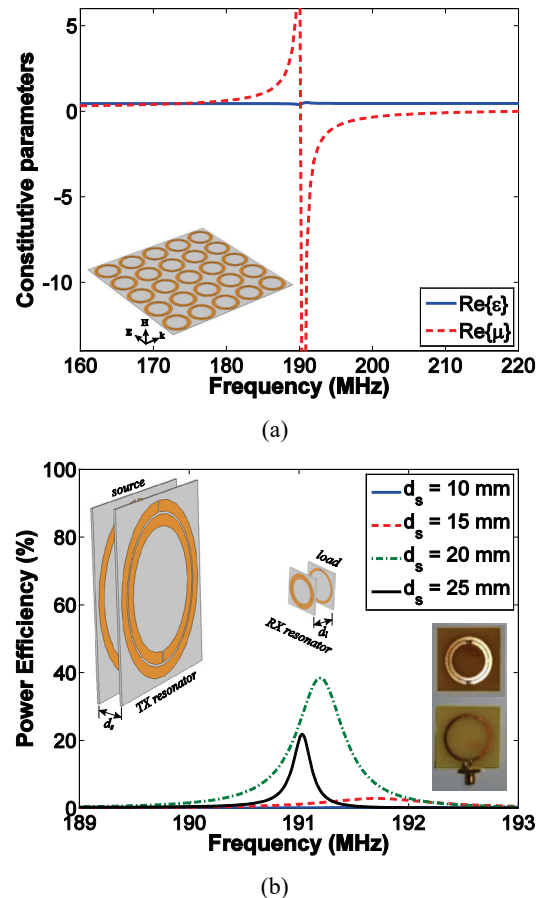 5
0
-5
-10
Constitutive parameters
E
H
k
Re{ε}
Re{μ}
160 170 180 190 200 210 220
Frequency (MHz)
(a)
100
80
60
40
20
0
Power Efficiency (%)
source
TX resonator
ds
load
RX resonator
dl
ds = 10 mm
ds = 15 mm
ds = 20 mm
ds = 25 mm
189 190 191 192 193
Frequency (MHz)
(b)